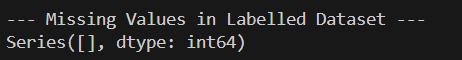 --- Missing Values in Labelled Dataset ---
Series([], dtype: int64)